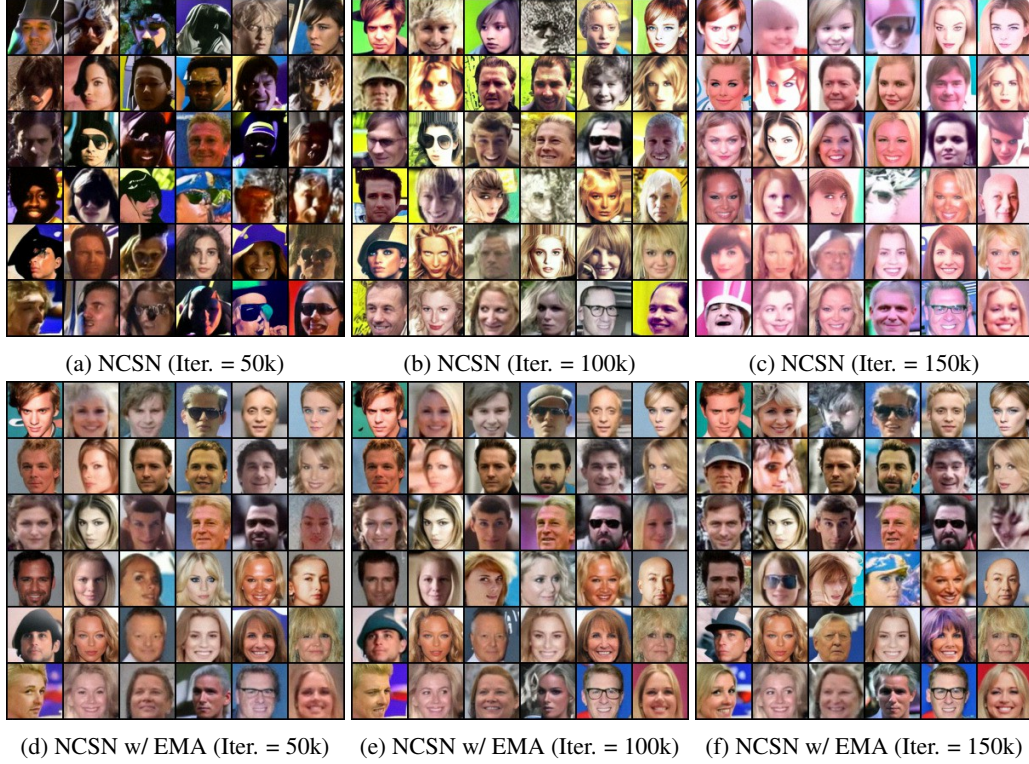 (a) NCSN (Iter. = 50k)
(b) NCSN (Iter. = 100k)
(c) NCSN (Iter. = 150k)
(d) NCSN w/ EMA (Iter. = 50k)
(e) NCSN w/ EMA (Iter. = 100k)
(f) NCSN w/ EMA (Iter. = 150k)